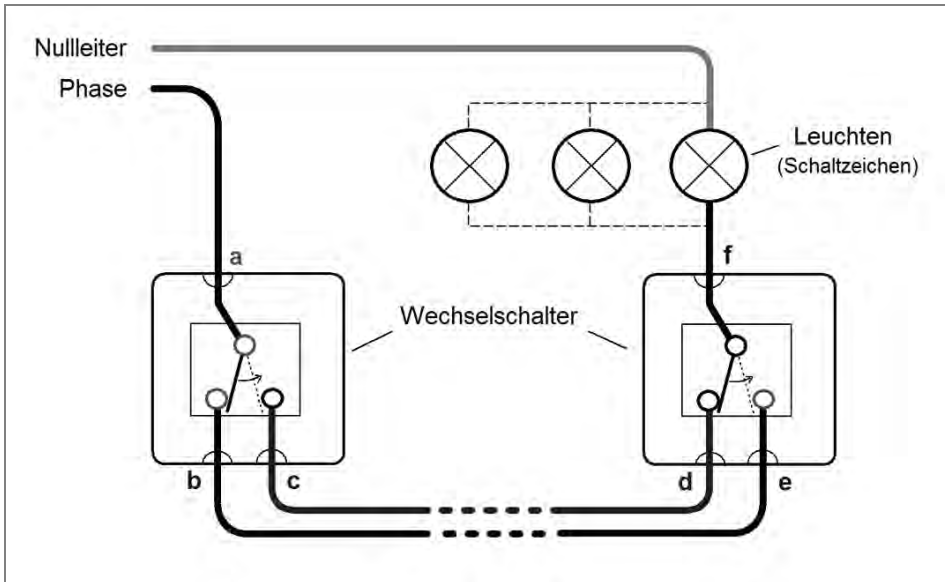 Nullleiter
Phase
Leuchten
(Schaltzeichen)
a
f
Wechselschalter
b
c
d
e